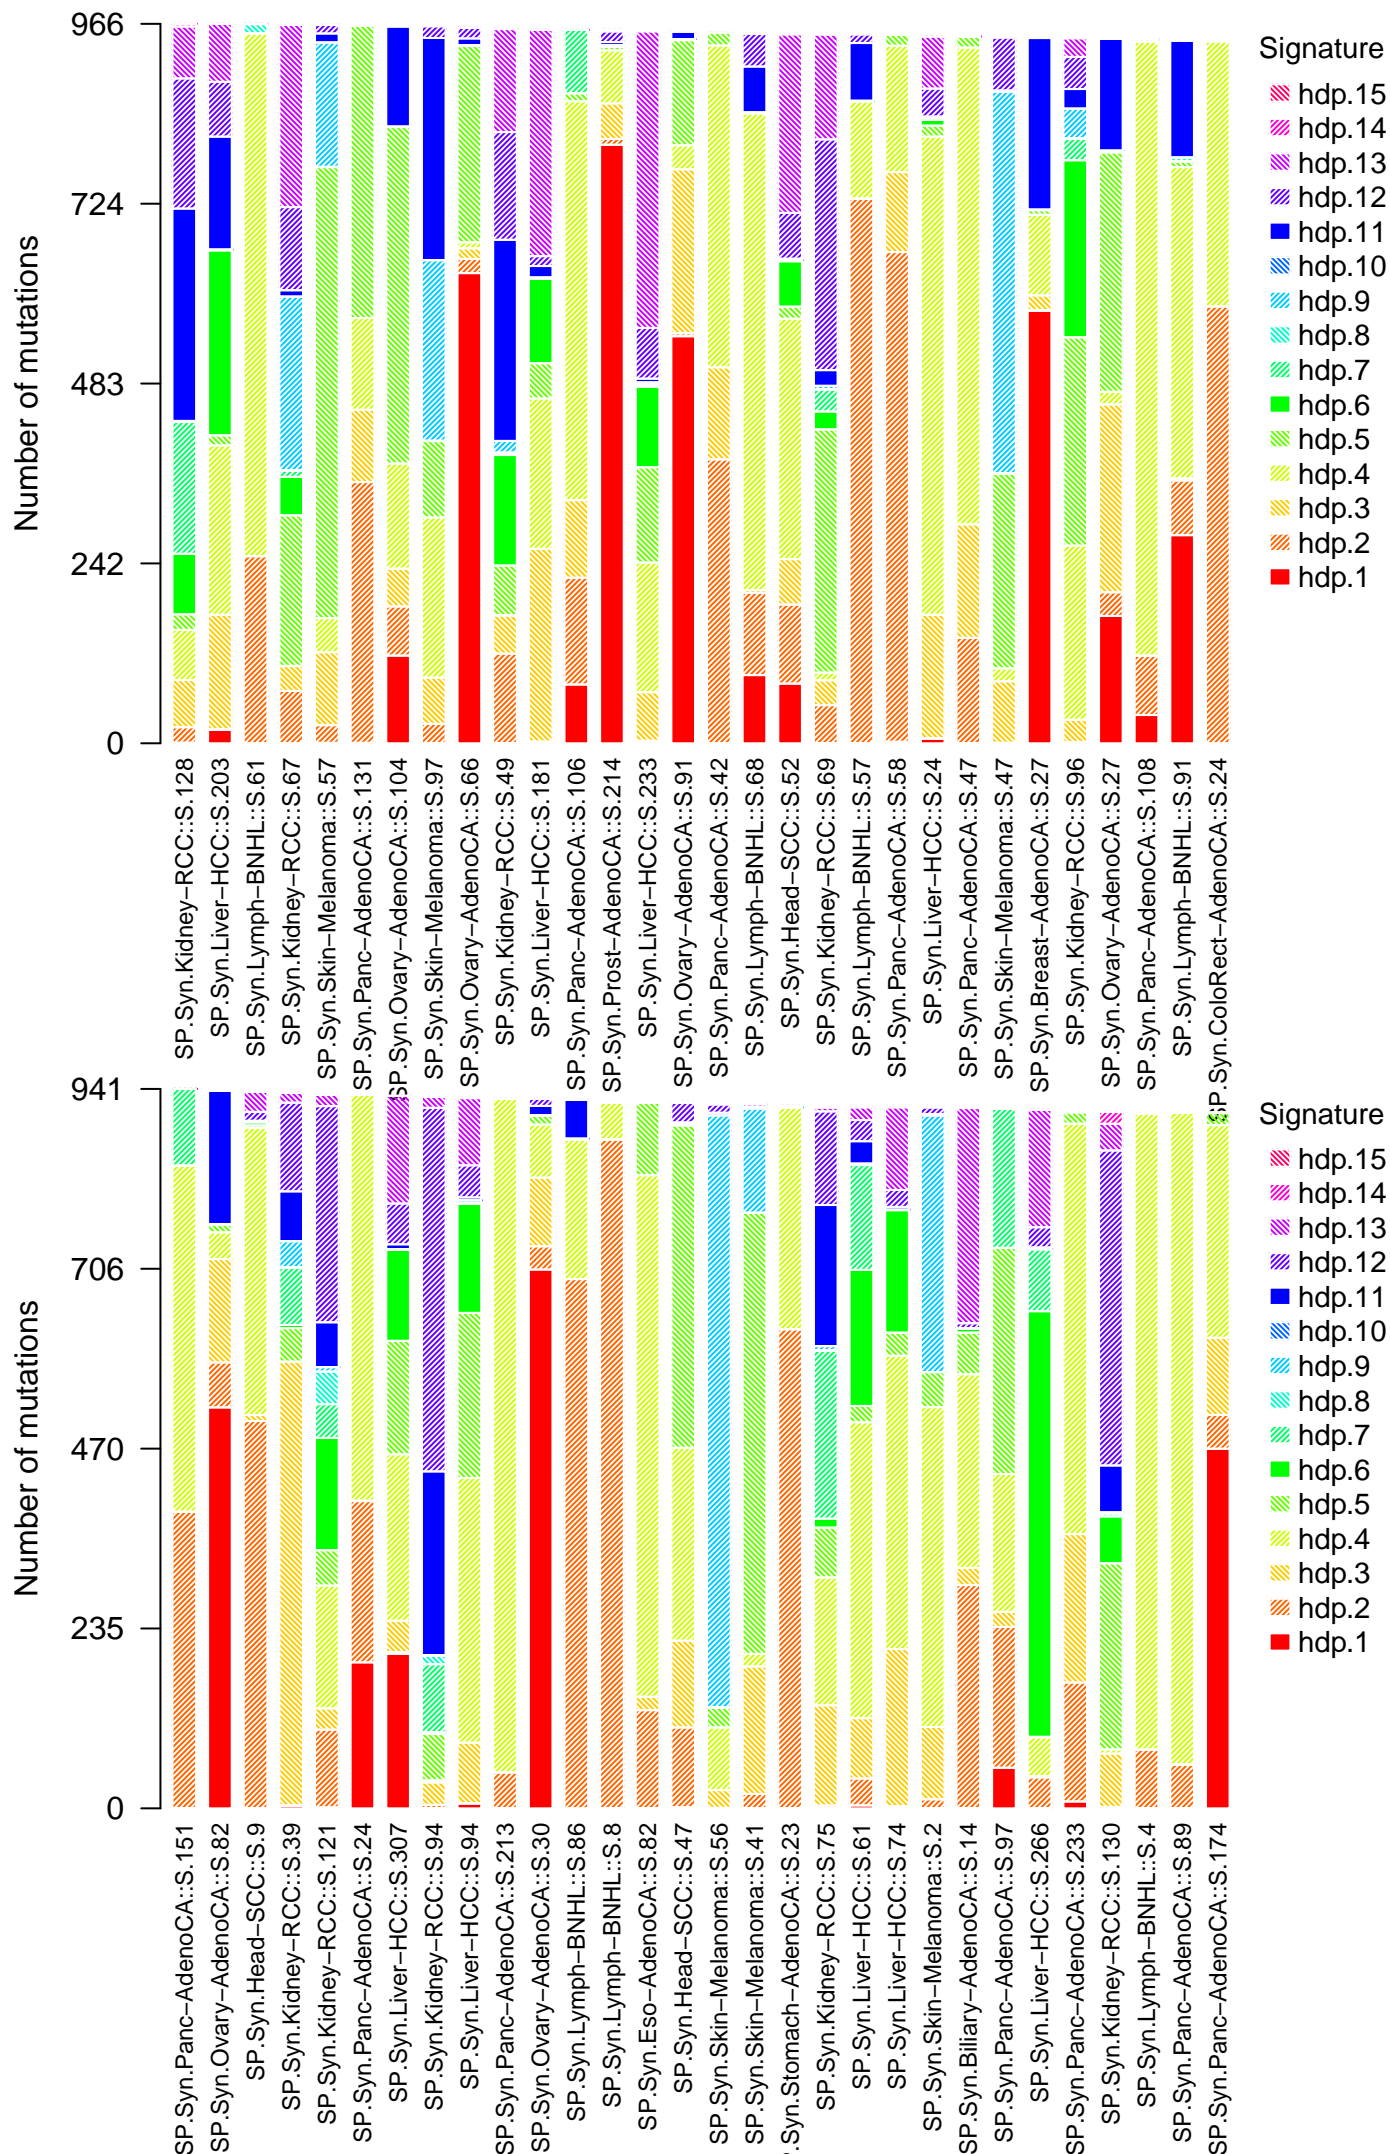 Number of mutations
966
724
483
242
0
Signature
hdp.15
hdp.14
hdp.13
hdp.12
hdp.11
hdp.10
hdp.9
hdp.8
hdp.7
hdp.6
hdp.5
hdp.4
hdp.3
hdp.2
hdp.1
SP.Syn.Kidney−RCC::S.128
SP.Syn.Liver−HCC::S.203
SP.Syn.Lymph−BNHL::S.61
SP.Syn.Kidney−RCC::S.67
SP.Syn.Skin−Melanoma::S.57
SP.Syn.Panc−AdenoCA::S.131
SP.Syn.Ovary−AdenoCA::S.104
SP.Syn.Skin−Melanoma::S.97
SP.Syn.Ovary−AdenoCA::S.66
SP.Syn.Kidney−RCC::S.49
SP.Syn.Liver−HCC::S.181
SP.Syn.Panc−AdenoCA::S.106
SP.Syn.Prost−AdenoCA::S.214
SP.Syn.Liver−HCC::S.233
SP.Syn.Ovary−AdenoCA::S.91
SP.Syn.Panc−AdenoCA::S.42
SP.Syn.Lymph−BNHL::S.68
SP.Syn.Head−SCC::S.52
SP.Syn.Kidney−RCC::S.69
SP.Syn.Lymph−BNHL::S.57
SP.Syn.Panc−AdenoCA::S.58
SP.Syn.Liver−HCC::S.24
SP.Syn.Panc−AdenoCA::S.47
SP.Syn.Skin−Melanoma::S.47
SP.Syn.Breast−AdenoCA::S.27
SP.Syn.Kidney−RCC::S.96
SP.Syn.Ovary−AdenoCA::S.27
SP.Syn.Panc−AdenoCA::S.108
SP.Syn.Lymph−BNHL::S.91
SP.Syn.ColoRect−AdenoCA::S.24
Number of mutations
941
706
470
235
0
Signature
hdp.15
hdp.14
hdp.13
hdp.12
hdp.11
hdp.10
hdp.9
hdp.8
hdp.7
hdp.6
hdp.5
hdp.4
hdp.3
hdp.2
hdp.1
SP.Syn.Panc−AdenoCA::S.151
SP.Syn.Ovary−AdenoCA::S.82
SP.Syn.Head−SCC::S.9
SP.Syn.Kidney−RCC::S.39
SP.Syn.Kidney−RCC::S.121
SP.Syn.Panc−AdenoCA::S.24
SP.Syn.Liver−HCC::S.307
SP.Syn.Kidney−RCC::S.94
SP.Syn.Liver−HCC::S.94
SP.Syn.Panc−AdenoCA::S.213
SP.Syn.Ovary−AdenoCA::S.30
SP.Syn.Lymph−BNHL::S.86
SP.Syn.Lymph−BNHL::S.8
SP.Syn.Eso−AdenoCA::S.82
SP.Syn.Head−SCC::S.47
SP.Syn.Skin−Melanoma::S.56
SP.Syn.Skin−Melanoma::S.41
P.Syn.Stomach−AdenoCA::S.23
SP.Syn.Kidney−RCC::S.75
SP.Syn.Liver−HCC::S.61
SP.Syn.Liver−HCC::S.74
SP.Syn.Skin−Melanoma::S.2
SP.Syn.Biliary−AdenoCA::S.14
SP.Syn.Panc−AdenoCA::S.97
SP.Syn.Liver−HCC::S.266
SP.Syn.Panc−AdenoCA::S.233
SP.Syn.Kidney−RCC::S.130
SP.Syn.Lymph−BNHL::S.4
SP.Syn.Panc−AdenoCA::S.89
SP.Syn.Panc−AdenoCA::S.174